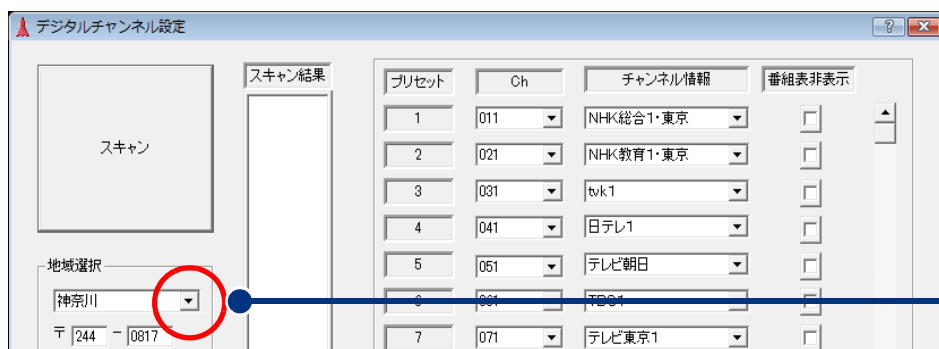 デジタルチャンネル設定
スキャン
スキャン結果
地域選択
神奈川
〒 244 - 0817
プリセット Ch チャンネル情報 番組表非表示
1 011 NHK総合1・東京
2 021 NHK教育1・東京
3 031 tvk1
4 041 日テレ1
5 051 テレビ朝日
6 061 TBS1
7 071 テレビ東京1